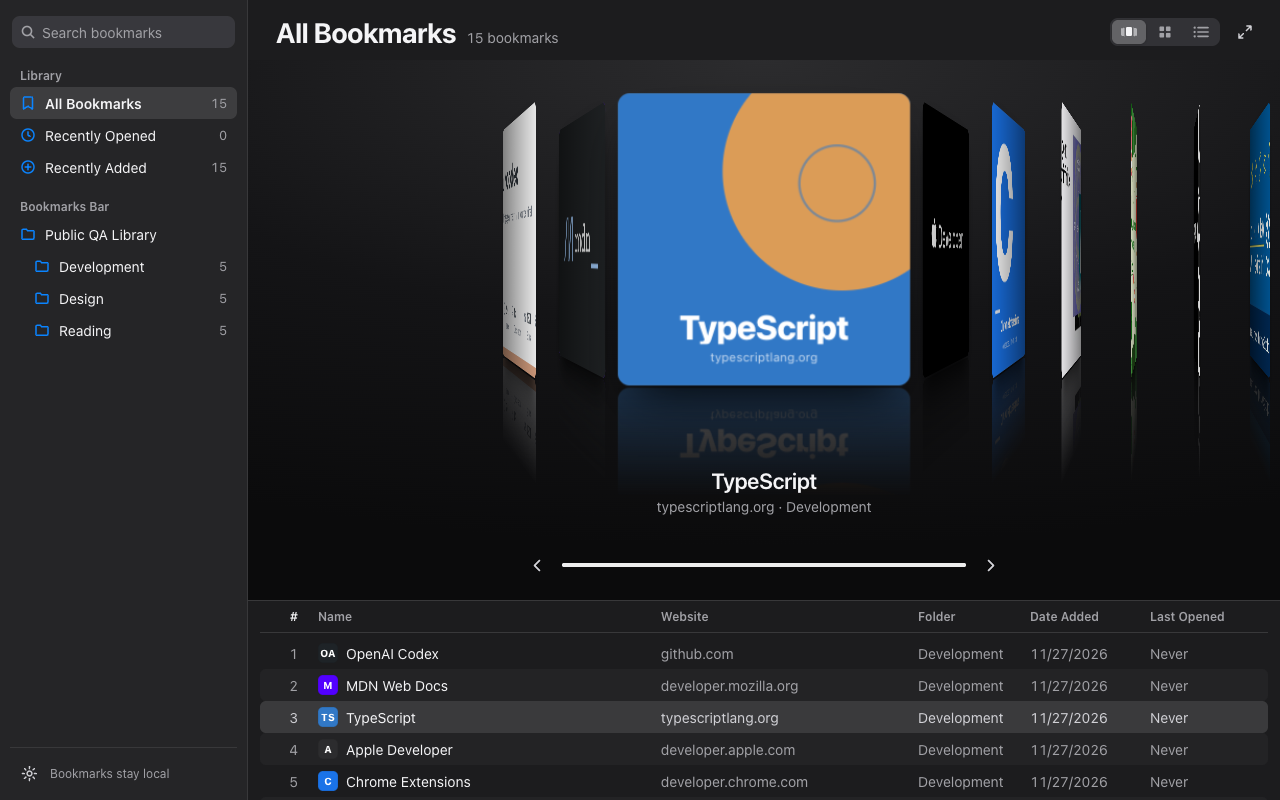 Search bookmarks
Library
All Bookmarks 15
Recently Opened 0
Recently Added 15
Bookmarks Bar
Public QA Library
Development 5
Design 5
Reading 5
Bookmarks stay local
All Bookmarks 15 bookmarks
Developer
C
TypeScript
typescriptlang.org
TypeScript
typescriptlang.org · Development
# Name Website Folder Date Added Last Opened
1 OA OpenAI Codex github.com Development 11/27/2026 Never
2 M MDN Web Docs developer.mozilla.org Development 11/27/2026 Never
3 TS TypeScript typescriptlang.org Development 11/27/2026 Never
4 A Apple Developer developer.apple.com Development 11/27/2026 Never
5 C Chrome Extensions developer.chrome.com Development 11/27/2026 Never